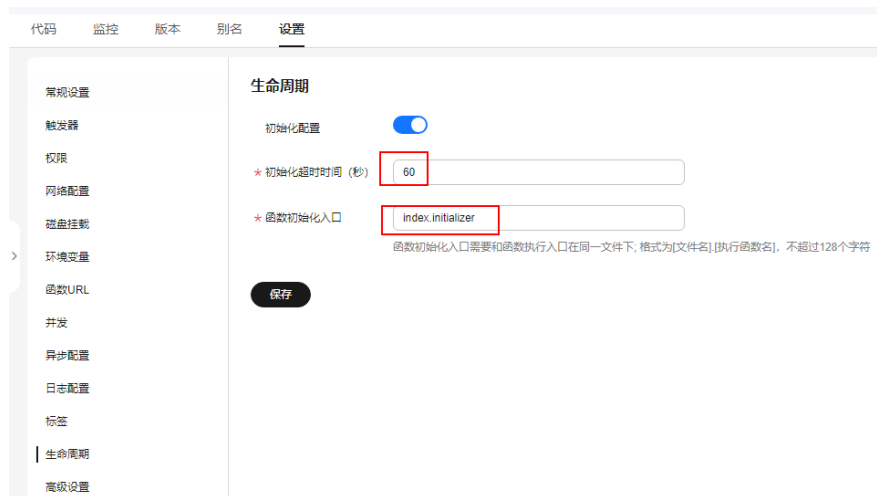 代码 监控 版本 别名 设置
常规设置
触发器
权限
网络配置
磁盘挂载
环境变量
函数URL
并发
异步配置
日志配置
标签
生命周期
高级设置
生命周期
初始化配置
* 初始化超时时间（秒） 60
* 函数初始化入口 index.initializer
函数初始化入口需要和函数执行入口在同一文件下; 格式为[文件名].[执行函数名]，不超过128个字符
保存